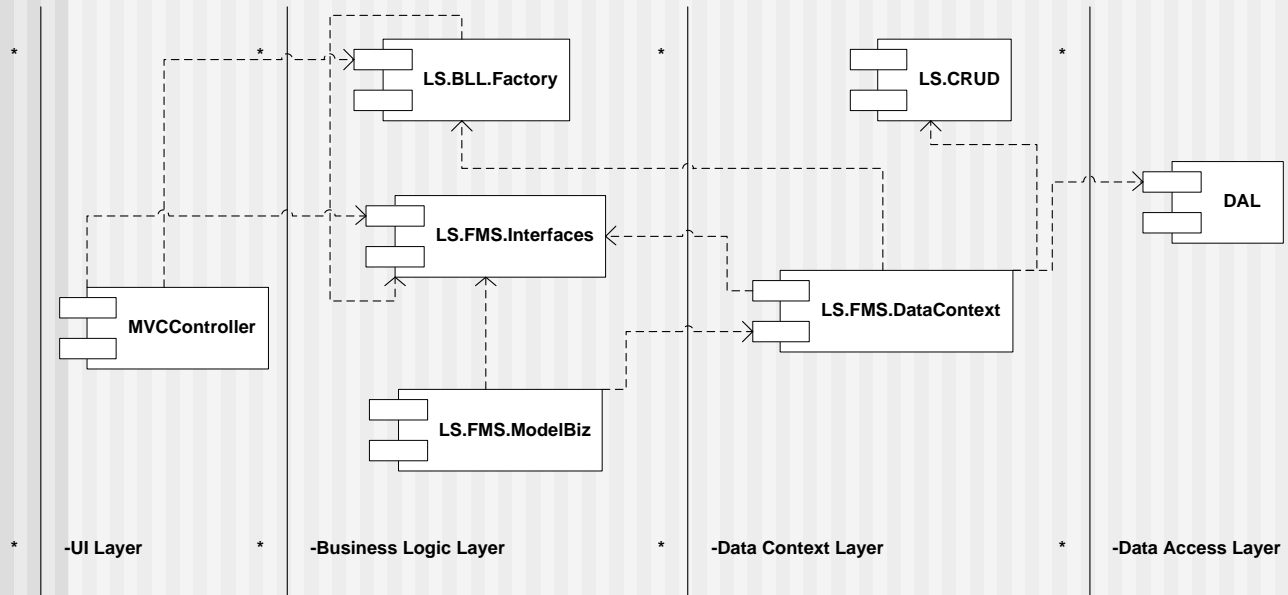 *
*
*
*
LS.BLL.Factory
LS.CRUD
DAL
LS.FMS.Interfaces
LS.FMS.DataContext
MVCController
LS.FMS.ModelBiz
*
-UI Layer
*
-Business Logic Layer
*
-Data Context Layer
*
-Data Access Layer